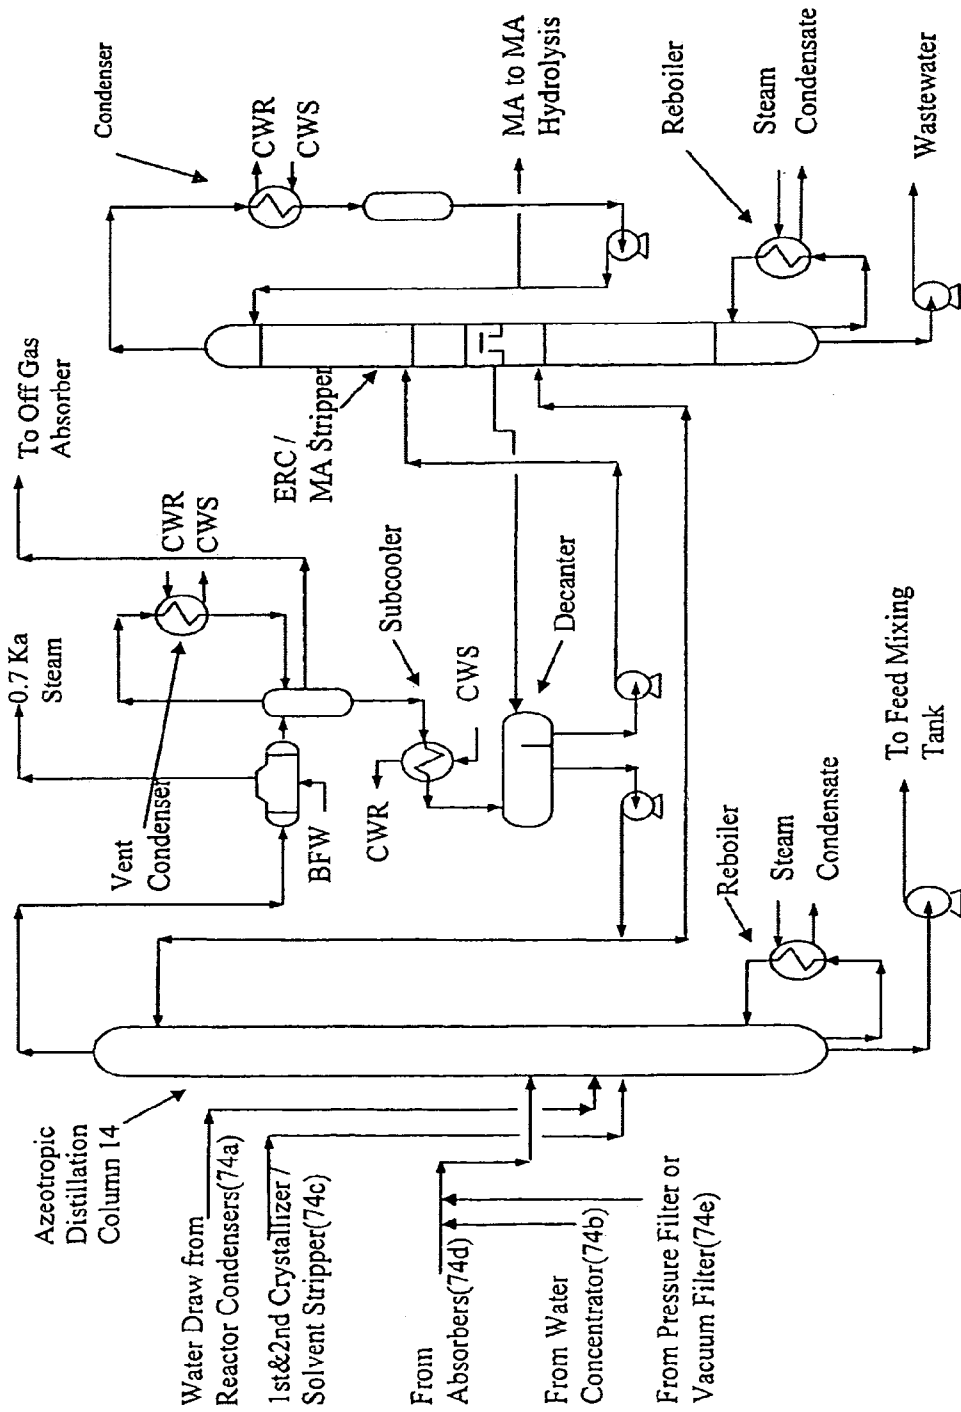 Azeotropic
Distillation
Column 14
Water Draw from
Reactor Condensers(74a)
1st&2nd Crystallizer /
Solvent Stripper(74c)
From
Absorbers(74d)
From Water
Concentrator(74b)
From Pressure Filter or
Vacuum Filter(74e)
Vent
Condenser
BFW
0.7 Ka
Steam
CWR
CWS
To Off Gas
Absorber
Subcooler
CWR
CWS
Decanter
Reboiler
Steam
Condensate
To Feed Mixing
Tank
ERC /
MA Stripper
Condenser
CWR
CWS
MA to MA
Hydrolysis
Reboiler
Steam
Condensate
Wastewater